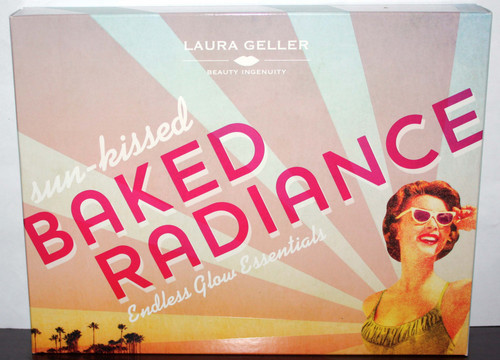 LAURA GELLER
BEAUTY INGENUITY
sun-kissed
BAKED
RADIANCE
Endless Glow Essentials